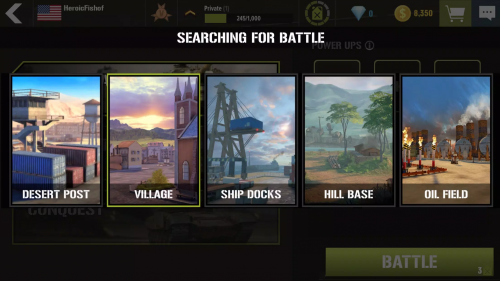 HeroicFishof
Private
245/1,000
0
8,350
SEARCHING FOR BATTLE
POWER UPS
DESERT POST
VILLAGE
SHIP DOCKS
HILL BASE
OIL FIELD
CONQUEST
BATTLE
3